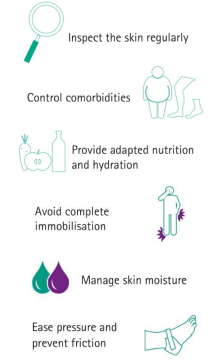 Inspect the skin regularly
Control comorbidities
Provide adapted nutrition
and hydration
Avoid complete
immobilisation
Manage skin moisture
Ease pressure and
prevent friction